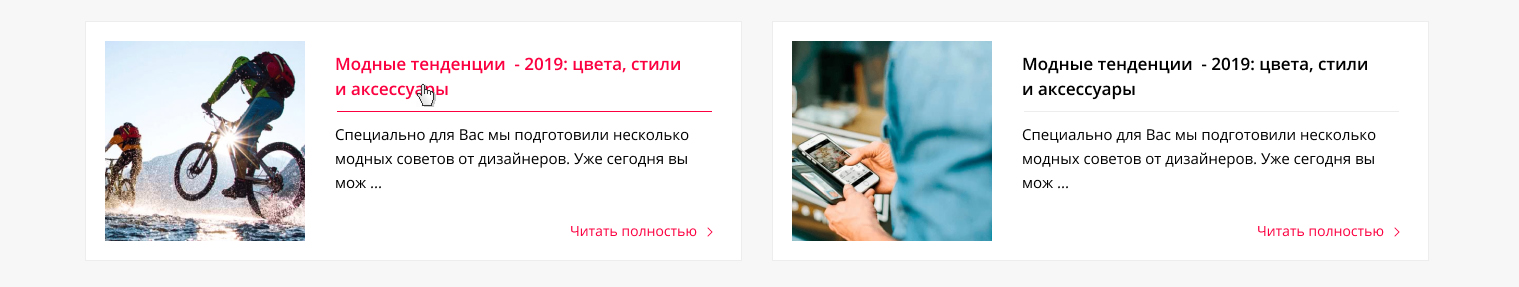 Модные тенденции  - 2019: цвета, стили
и аксессуары
Специально для Вас мы подготовили несколько
модных советов от дизайнеров. Уже сегодня вы
мож ...
Читать полностью
Модные тенденции  - 2019: цвета, стили
и аксессуары
Специально для Вас мы подготовили несколько
модных советов от дизайнеров. Уже сегодня вы
мож ...
Читать полностью